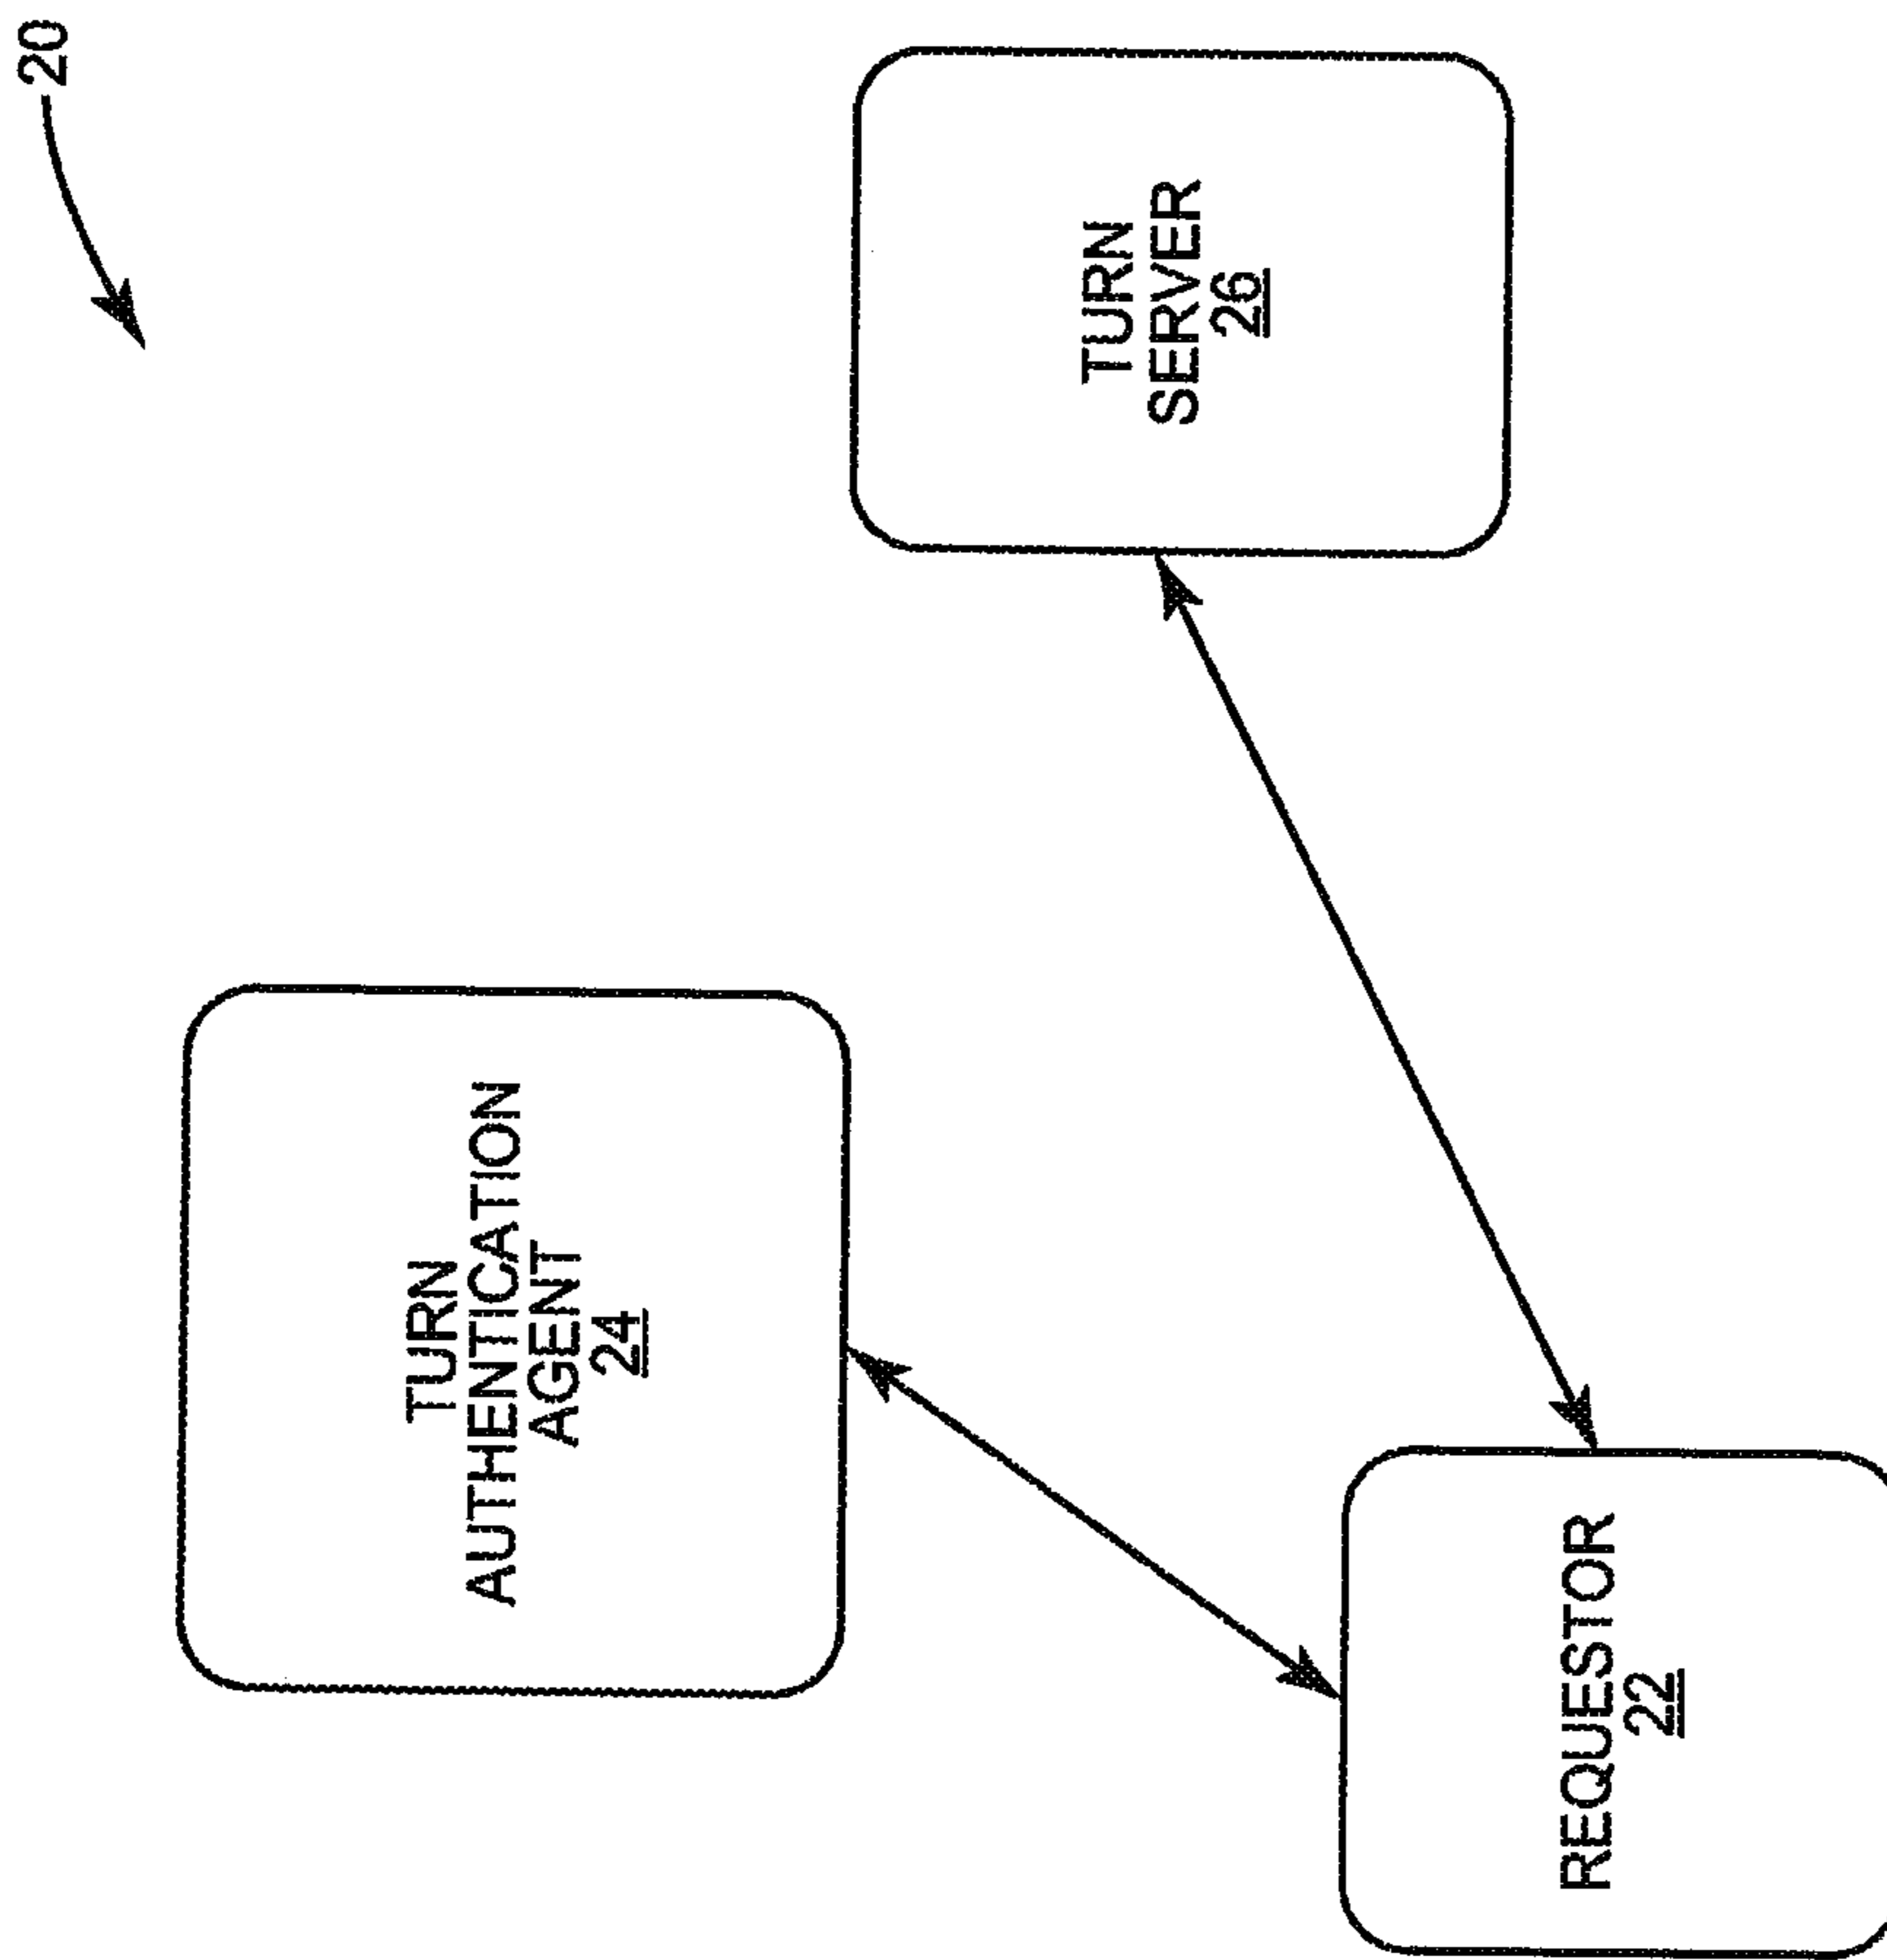 20
TURN
AUTHENTICATION
AGENT
24
TURN
SERVER
26
REQUESTOR
22